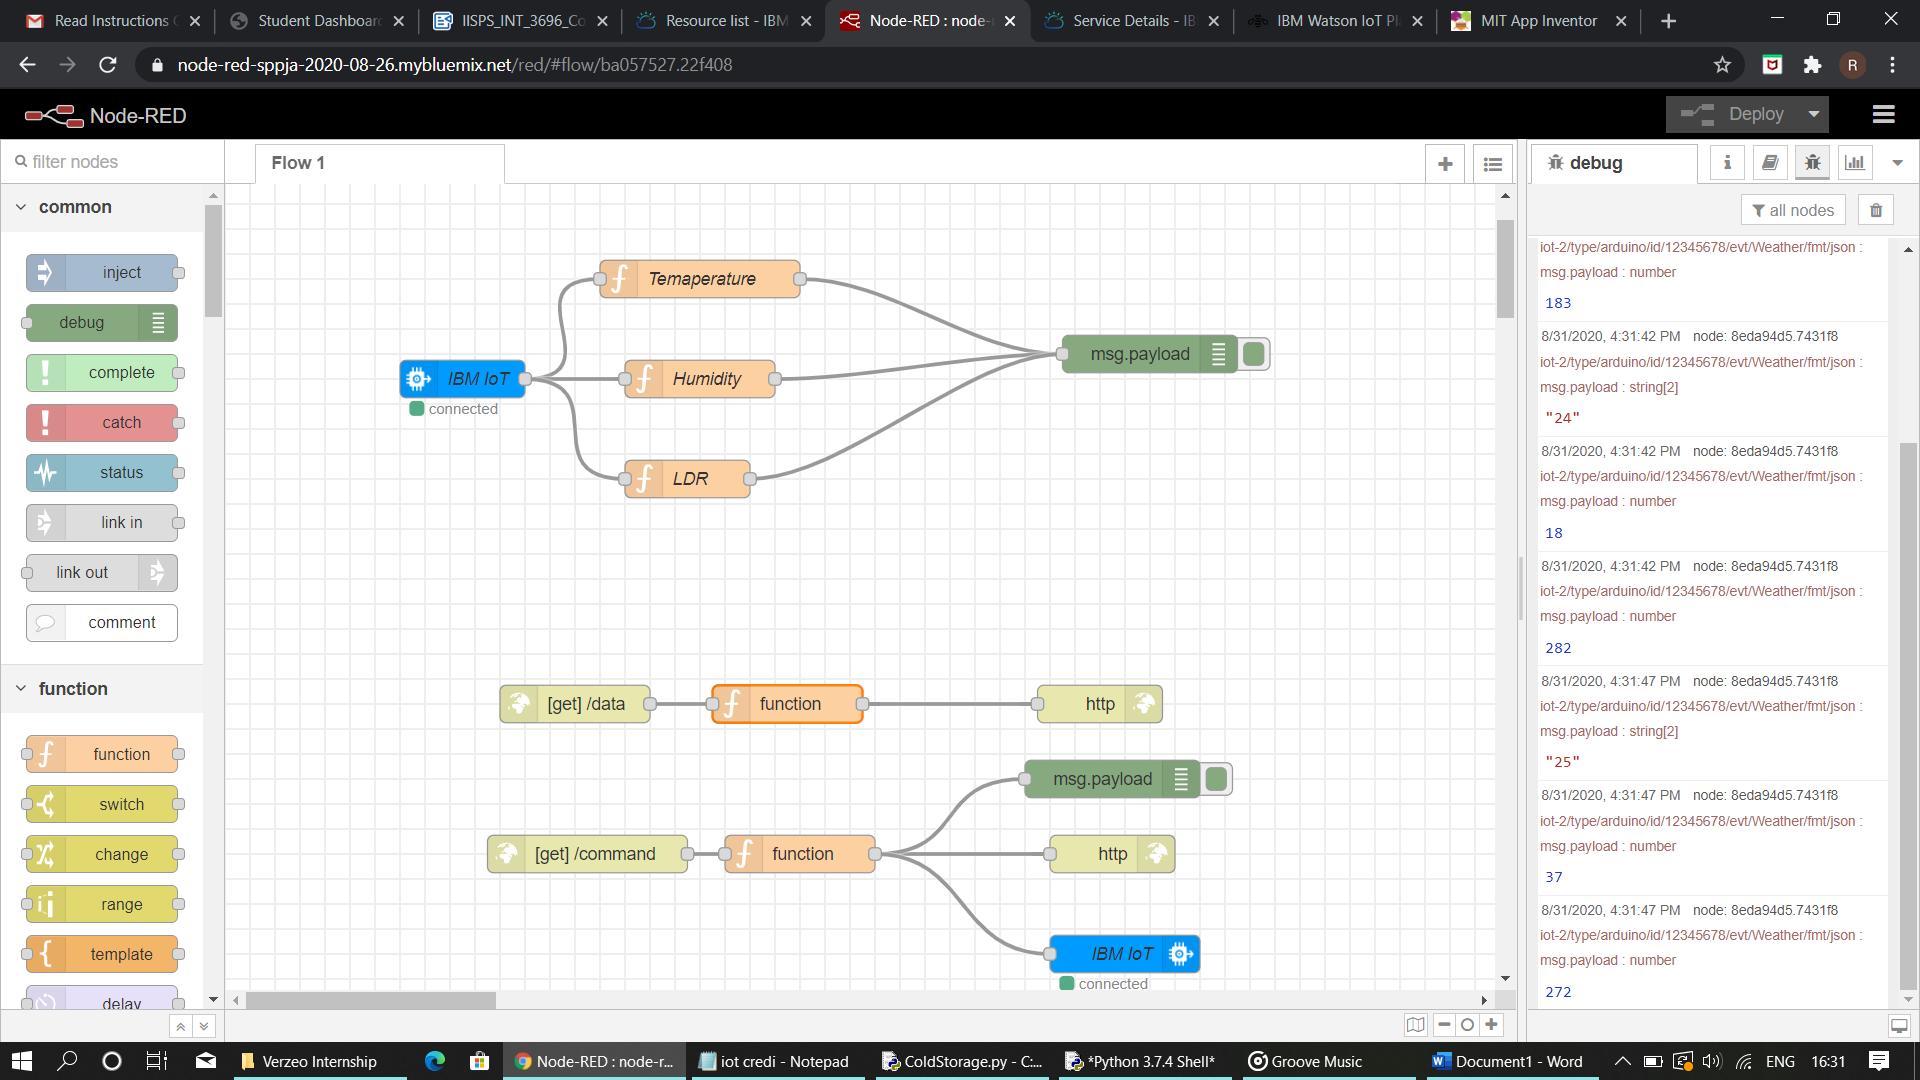 Read Instructions
Student Dashboard
IISPS_INT_3696_Co
Resource list - IBM
Node-RED : node-
Service Details - IB
IBM Watson IoT Pl
MIT App Inventor
node-red-sppja-2020-08-26.mybluemix.net/red/#flow/ba057527.22f408
R
Node-RED
Deploy
filter nodes
common
inject
debug
complete
catch
status
link in
link out
comment
function
function
switch
change
range
template
delay
Flow 1
Temaperature
IBM IoT
connected
Humidity
LDR
msg.payload
[get] /data
function
http
msg.payload
[get] /command
function
http
IBM IoT
connected
debug
all nodes
iot-2/type/arduino/id/12345678/evt/Weather/fmt/json :
msg.payload : number
183
8/31/2020, 4:31:42 PM node: 8eda94d5.7431f8
iot-2/type/arduino/id/12345678/evt/Weather/fmt/json :
msg.payload : string[2]
"24"
8/31/2020, 4:31:42 PM node: 8eda94d5.7431f8
iot-2/type/arduino/id/12345678/evt/Weather/fmt/json :
msg.payload : number
18
8/31/2020, 4:31:42 PM node: 8eda94d5.7431f8
iot-2/type/arduino/id/12345678/evt/Weather/fmt/json :
msg.payload : number
282
8/31/2020, 4:31:47 PM node: 8eda94d5.7431f8
iot-2/type/arduino/id/12345678/evt/Weather/fmt/json :
msg.payload : string[2]
"25"
8/31/2020, 4:31:47 PM node: 8eda94d5.7431f8
iot-2/type/arduino/id/12345678/evt/Weather/fmt/json :
msg.payload : number
37
8/31/2020, 4:31:47 PM node: 8eda94d5.7431f8
iot-2/type/arduino/id/12345678/evt/Weather/fmt/json :
msg.payload : number
272
Verzeo Internship
Node-RED : node-r...
iot credi - Notepad
ColdStorage.py - C:...
*Python 3.7.4 Shell*
Groove Music
Document1 - Word
ENG
16:31